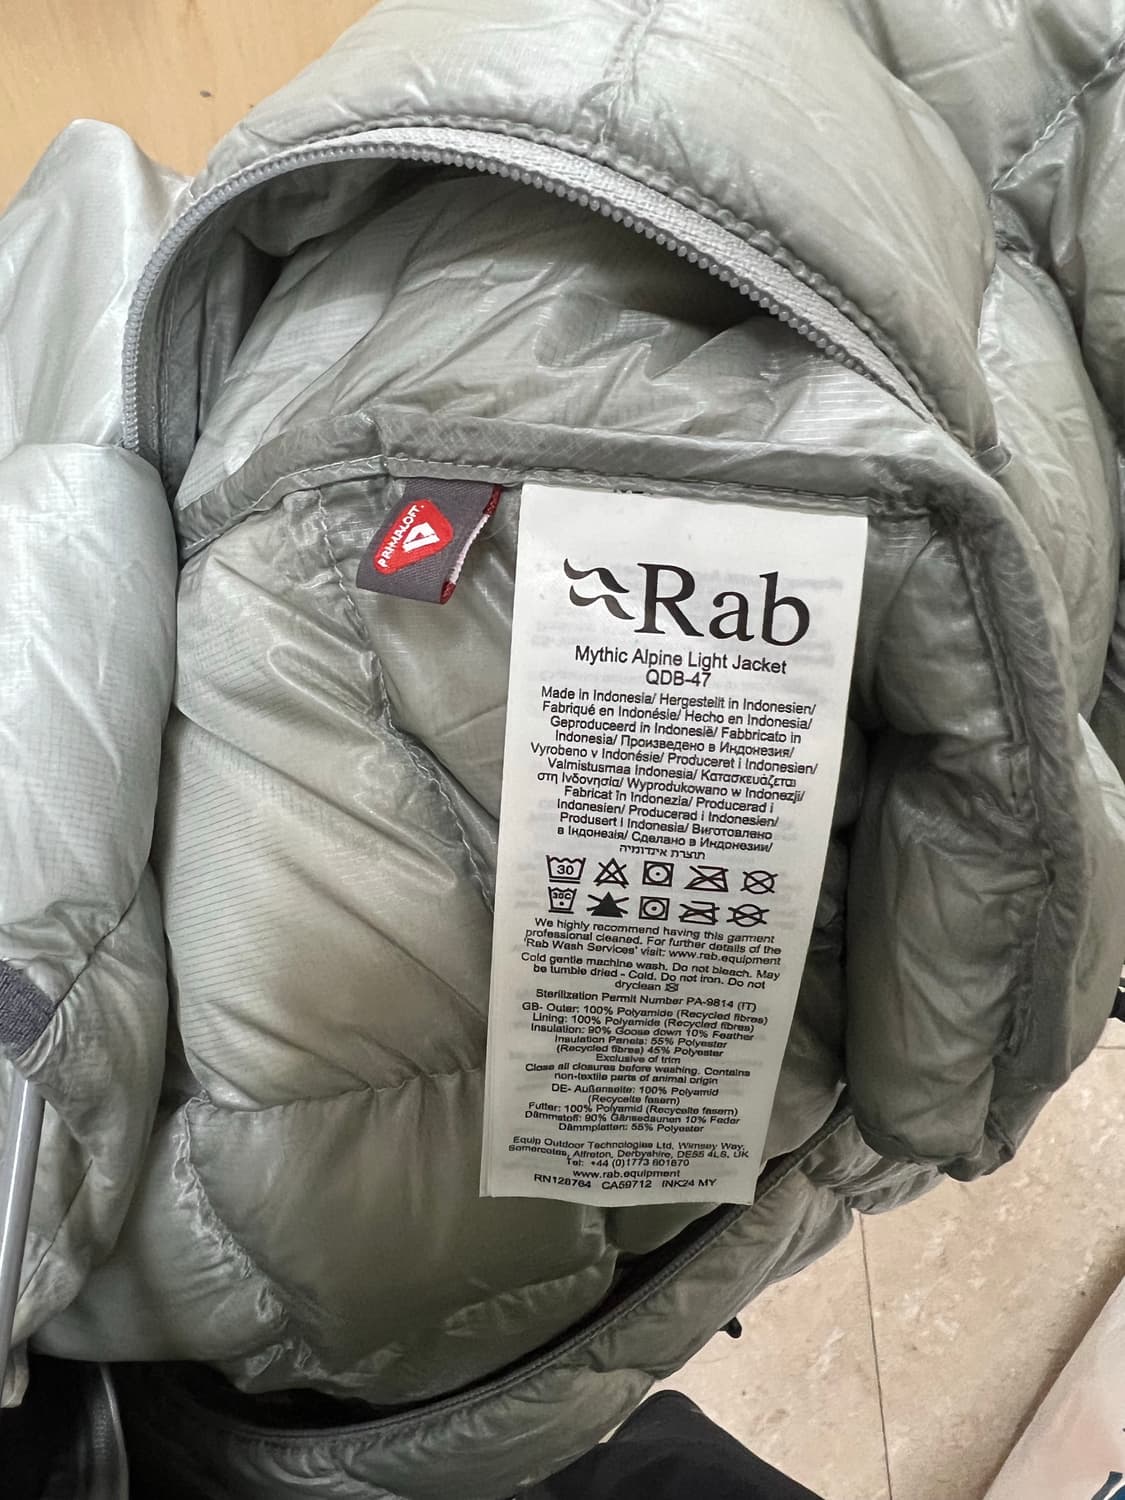 PRIMALOFT
Rab
Mythic Alpine Light Jacket
QDB-47
Made in Indonesia/ Hergestellt in Indonesien/
Fabriqué en Indonésie/ Hecho en Indonesia/
Geproduceerd in Indonesië/ Fabbricato in
Indonesia/ Произведено в Индонезия/
Vyrobeno v Indonésie/ Produceret i Indonesien/
Valmistusmaa Indonesia/ Κατασκευάζεται
στη Ινδονησία/ Wyprodukowano w Indonezji/
Fabricat în Indonezia/ Producerad i
Indonesien/ Producerad i Indonesien/
Produsert i Indonesia/ Виготовлено
в Індонезія/ Сделано в Индонезии/
תוצרת אינדונזיה
30
30C
We highly recommend having this garment
professional cleaned. For further details of the
'Rab Wash Services' visit: www.rab.equipment
Cold gentle machine wash. Do not bleach. May
be tumble dried - Cold. Do not iron. Do not
dryclean
Sterilization Permit Number PA-9814 (IT)
GB- Outer: 100% Polyamide (Recycled fibres)
Lining: 100% Polyamide (Recycled fibres)
Insulation: 90% Goose down 10% Feather
Insulation Panels: 55% Polyester
(Recycled fibres) 45% Polyester
Exclusive of trim
Close all closures before washing. Contains
non-textile parts of animal origin
DE- Außenseite: 100% Polyamid
(Recycelte fasern)
Futter: 100% Polyamid (Recycelte fasern)
Dämmstoff: 90% Gänsedaunen 10% Feder
Dämmplatten: 55% Polyester
Equip Outdoor Technologies Ltd, Wimsey Way,
Somercotes, Alfreton, Derbyshire, DE55 4LS, UK
Tel: +44 (0)1773 601870
www.rab.equipment
RN128764 CA59712 INK24 MY